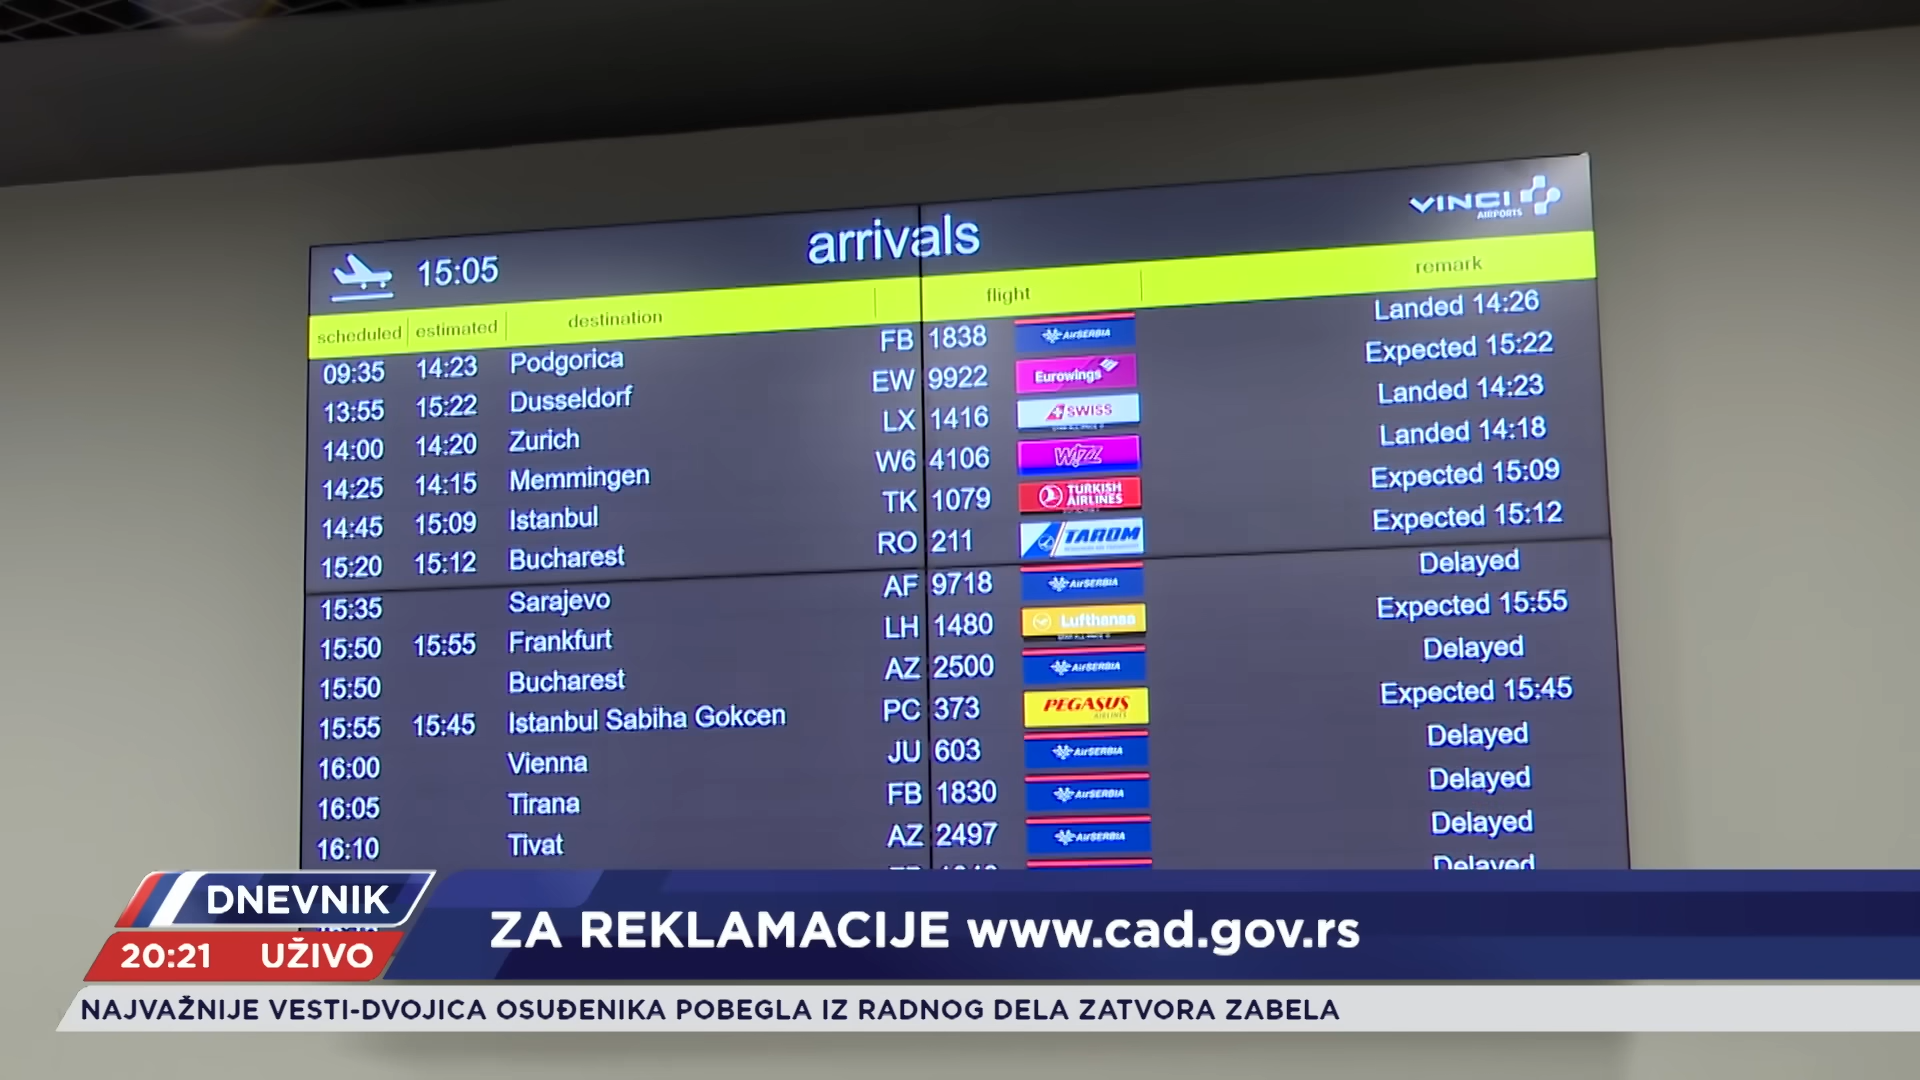 VINCI
AIRPORTS
15:05 arrivals
scheduled estimated destination flight remark
09:35 14:23 Podgorica FB 1838 AirSERBIA Landed 14:26
13:55 15:22 Dusseldorf EW 9922 Eurowings Expected 15:22
14:00 14:20 Zurich LX 1416 SWISS Landed 14:23
14:25 14:15 Memmingen W6 4106 WIZZ Landed 14:18
14:45 15:09 Istanbul TK 1079 TURKISH AIRLINES Expected 15:09
15:20 15:12 Bucharest RO 211 TAROM Expected 15:12
15:35 Sarajevo AF 9718 AirSERBIA Delayed
15:50 15:55 Frankfurt LH 1480 Lufthansa Expected 15:55
15:50 Bucharest AZ 2500 AirSERBIA Delayed
15:55 15:45 Istanbul Sabiha Gokcen PC 373 PEGASUS AIRLINES Expected 15:45
16:00 Vienna JU 603 AirSERBIA Delayed
16:05 Tirana FB 1830 AirSERBIA Delayed
16:10 Tivat AZ 2497 AirSERBIA Delayed
Delayed
DNEVNIK
20:21 UŽIVO
ZA REKLAMACIJE www.cad.gov.rs
NAJVAŽNIJE VESTI-DVOJICA OSUĐENIKA POBEGLA IZ RADNOG DELA ZATVORA ZABELA